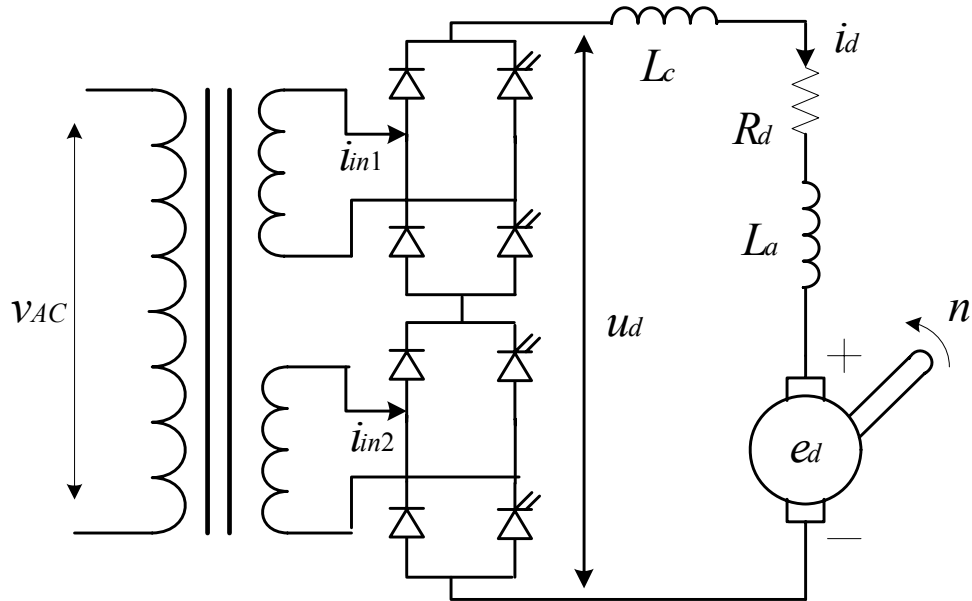 i_d
L_c
R_d
i_in1
L_a
v_AC
u_d
n
+
i_in2
e_d
−